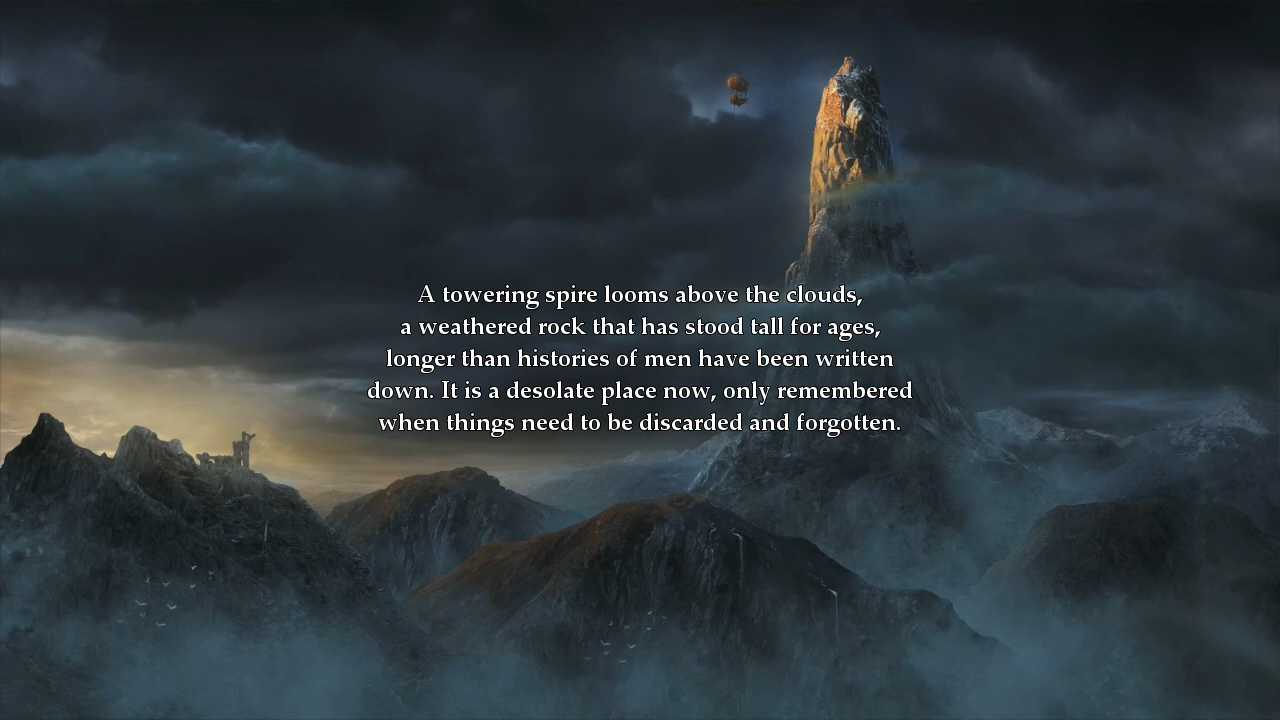 A towering spire looms above the clouds,
a weathered rock that has stood tall for ages,
longer than histories of men have been written
down. It is a desolate place now, only remembered
when things need to be discarded and forgotten.